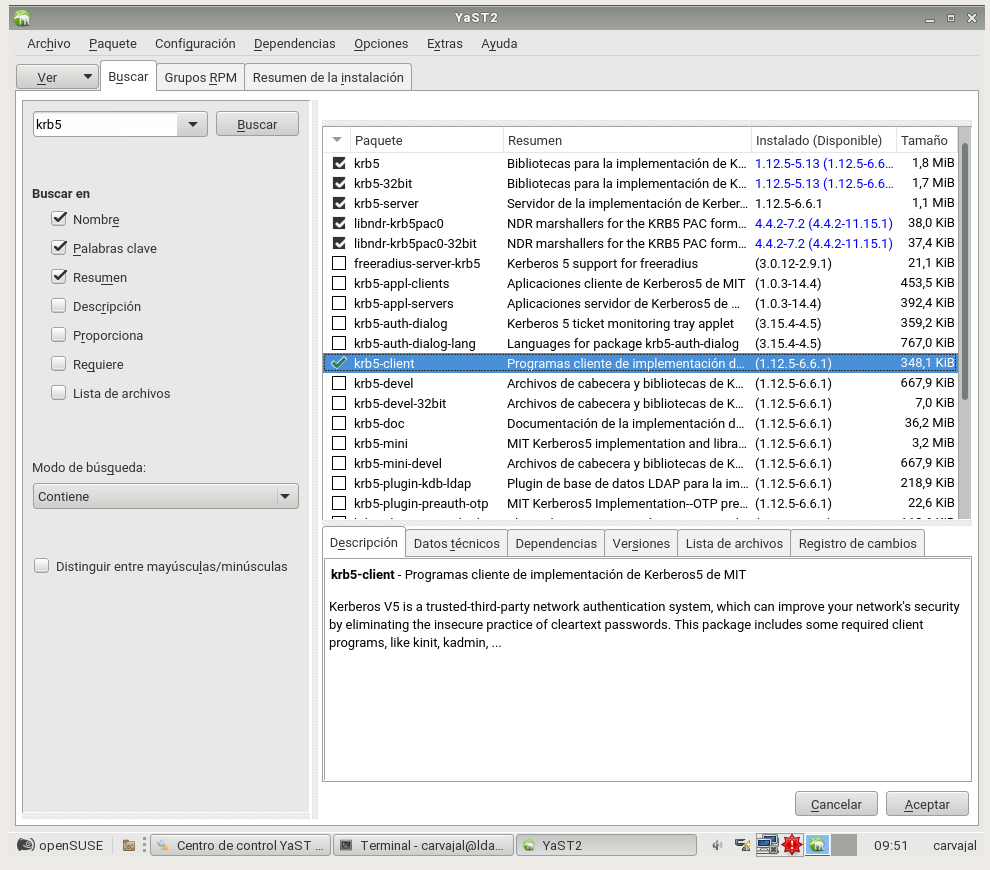 YaST2
Archivo Paquete Configuración Dependencias Opciones Extras Ayuda
Ver Buscar Grupos RPM Resumen de la instalación
krb5 Buscar
Buscar en
Nombre
Palabras clave
Resumen
Descripción
Proporciona
Requiere
Lista de archivos
Modo de búsqueda:
Contiene
Distinguir entre mayúsculas/minúsculas
Paquete Resumen Instalado (Disponible) Tamaño
krb5 Bibliotecas para la implementación de K... 1.12.5-5.13 (1.12.5-6.6... 1,8 MiB
krb5-32bit Bibliotecas para la implementación de K... 1.12.5-5.13 (1.12.5-6.6... 1,7 MiB
krb5-server Servidor de la implementación de Kerber... 1.12.5-6.6.1 1,1 MiB
libndr-krb5pac0 NDR marshallers for the KRB5 PAC form... 4.4.2-7.2 (4.4.2-11.15.1) 38,0 KiB
libndr-krb5pac0-32bit NDR marshallers for the KRB5 PAC form... 4.4.2-7.2 (4.4.2-11.15.1) 37,4 KiB
freeradius-server-krb5 Kerberos 5 support for freeradius (3.0.12-2.9.1) 21,1 KiB
krb5-appl-clients Aplicaciones cliente de Kerberos5 de MIT (1.0.3-14.4) 453,5 KiB
krb5-appl-servers Aplicaciones servidor de Kerberos5 de ... (1.0.3-14.4) 392,4 KiB
krb5-auth-dialog Kerberos 5 ticket monitoring tray applet (3.15.4-4.5) 359,2 KiB
krb5-auth-dialog-lang Languages for package krb5-auth-dialog (3.15.4-4.5) 767,0 KiB
krb5-client Programas cliente de implementación d... (1.12.5-6.6.1) 348,1 KiB
krb5-devel Archivos de cabecera y bibliotecas de K... (1.12.5-6.6.1) 667,9 KiB
krb5-devel-32bit Archivos de cabecera y bibliotecas de K... (1.12.5-6.6.1) 7,0 KiB
krb5-doc Documentación de la implementación d... (1.12.5-6.6.1) 36,2 MiB
krb5-mini MIT Kerberos5 implementation and libra... (1.12.5-6.6.1) 3,2 MiB
krb5-mini-devel Archivos de cabecera y bibliotecas de K... (1.12.5-6.6.1) 667,9 KiB
krb5-plugin-kdb-ldap Plugin de base de datos LDAP para la im... (1.12.5-6.6.1) 218,9 KiB
krb5-plugin-preauth-otp MIT Kerberos5 Implementation--OTP pre... (1.12.5-6.6.1) 22,6 KiB
Descripción Datos técnicos Dependencias Versiones Lista de archivos Registro de cambios
krb5-client - Programas cliente de implementación de Kerberos5 de MIT
Kerberos V5 is a trusted-third-party network authentication system, which can improve your network's security
by eliminating the insecure practice of cleartext passwords. This package includes some required client
programs, like kinit, kadmin, ...
Cancelar Aceptar
openSUSE Centro de control YaST ... Terminal - carvajal@lda... YaST2 09:51 carvajal